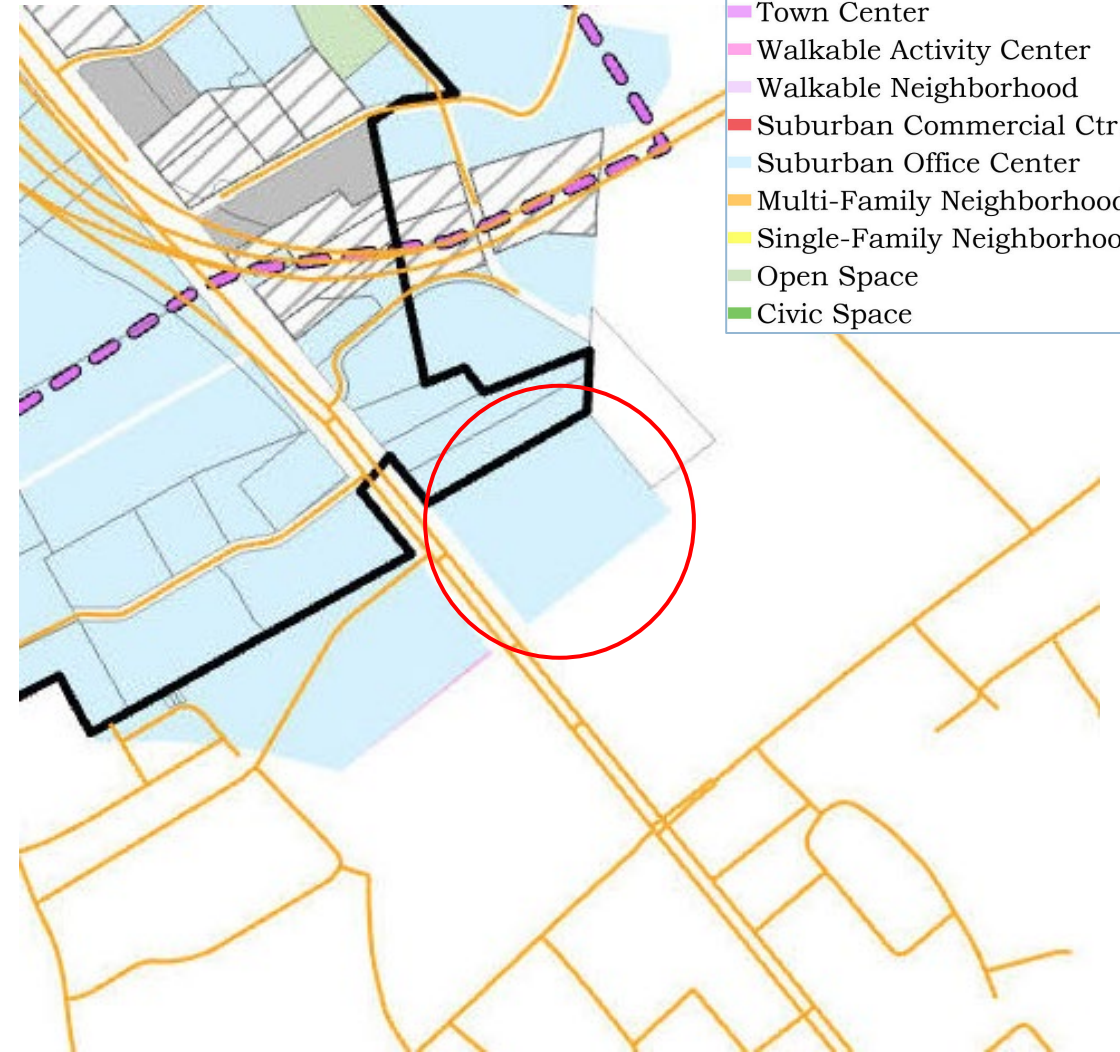 Town Center
Walkable Activity Center
Walkable Neighborhood
Suburban Commercial Ctr
Suburban Office Center
Multi-Family Neighborhood
Single-Family Neighborhoo
Open Space
Civic Space